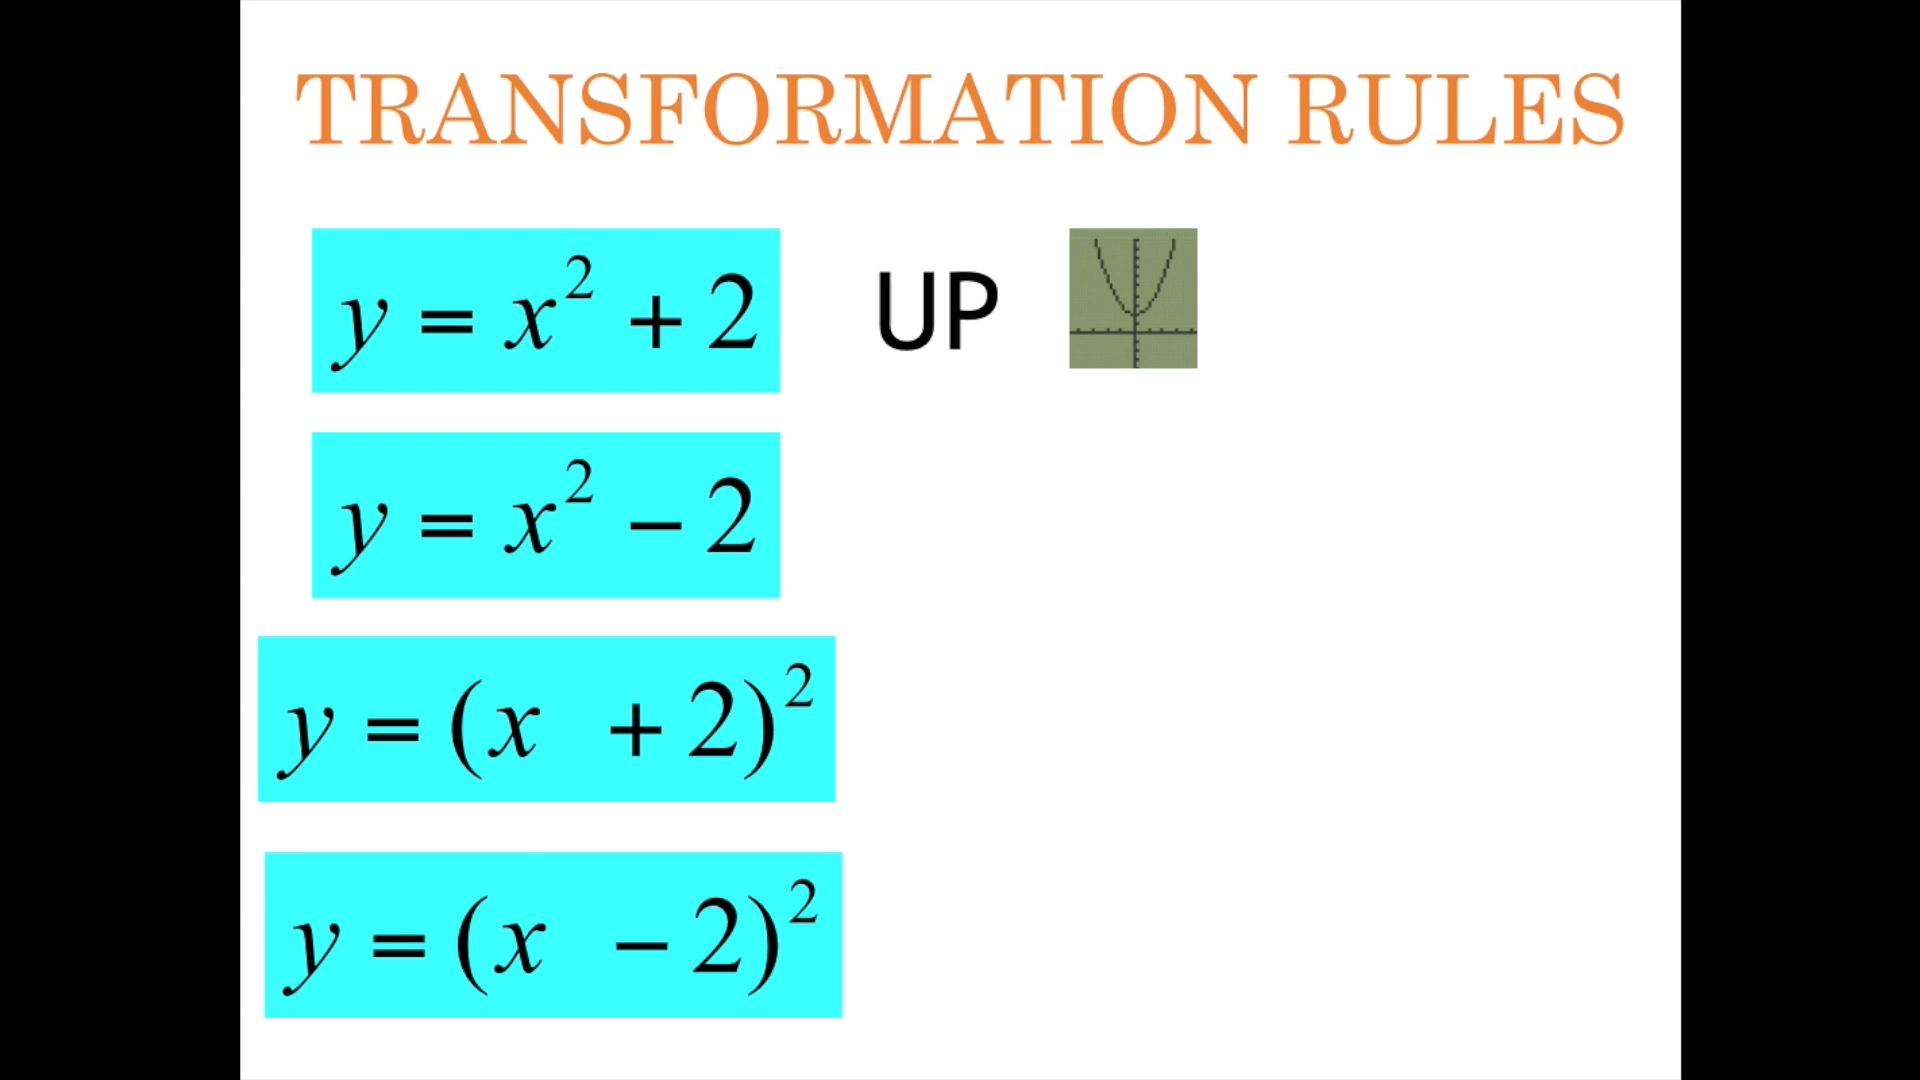 TRANSFORMATION RULES
y = x² + 2 UP
y = x² − 2
y = (x + 2)²
y = (x − 2)²